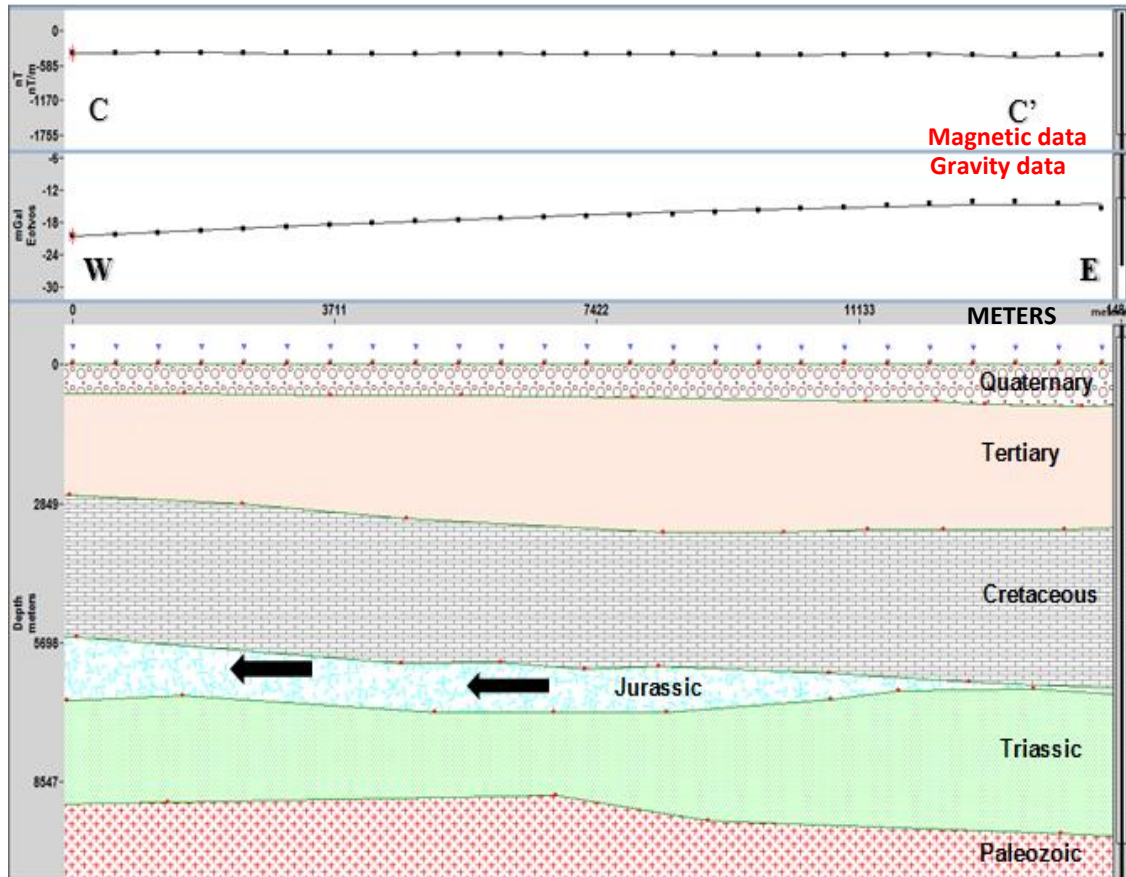 0
-585
-1170
-1755
nT
nT/m
C
C’
Magnetic data
-6
-12
-18
-24
-30
mGal
Eotvos
Gravity data
W
E
0
3711
7422
11133
METERS
0
2849
5698
8547
Depth
meters
Quaternary
Tertiary
Cretaceous
Jurassic
Triassic
Paleozoic